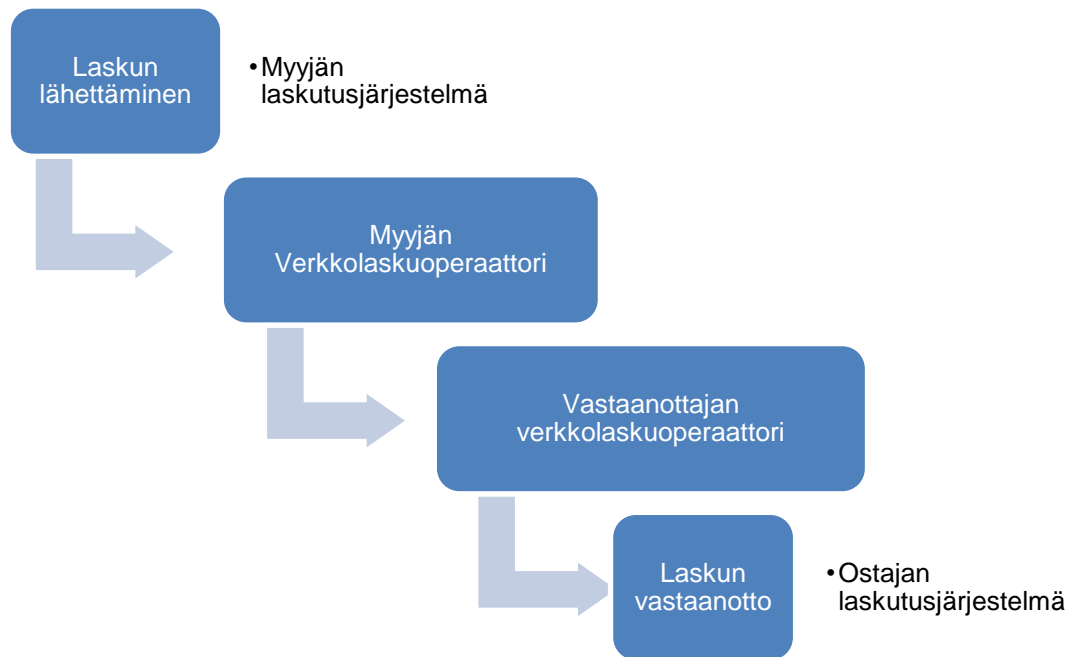 Laskun
lähettäminen
•Myyjän
laskutusjärjestelmä
Myyjän
Verkkolaskuoperaattori
Vastaanottajan
verkkolaskuoperaattori
Laskun
vastaanotto
•Ostajan
laskutusjärjestelmä